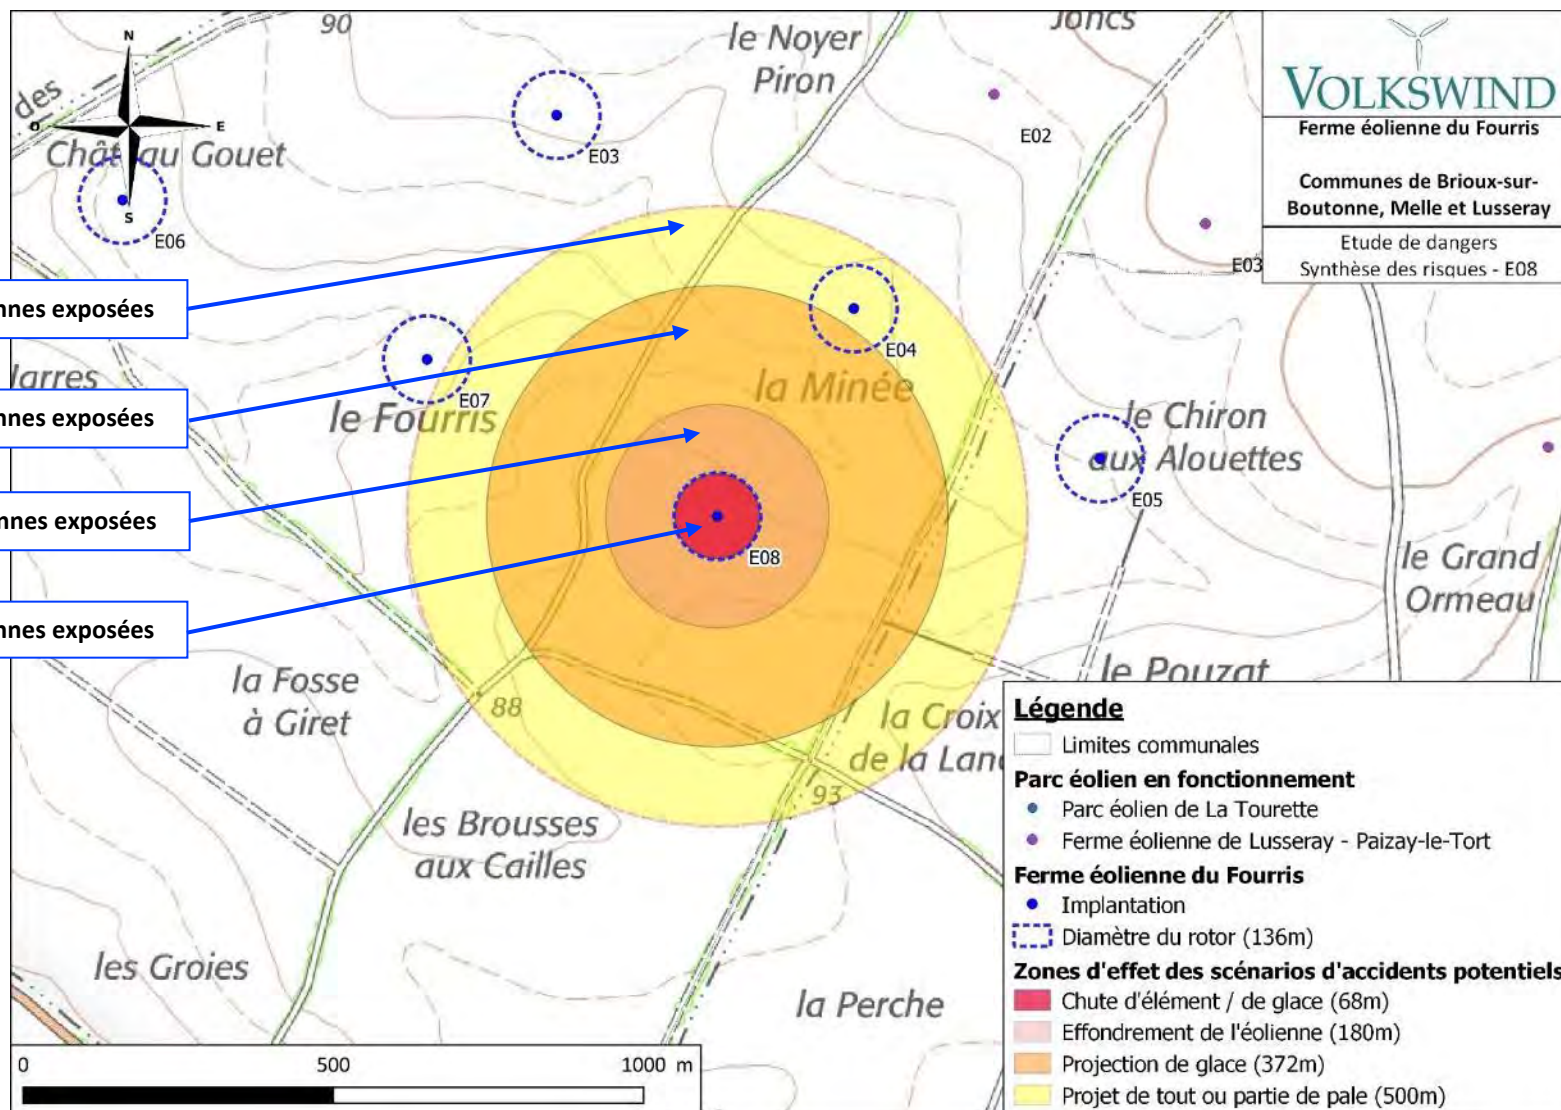 90
le Noyer
Piron
Joncs
N
des
O
E
S
Château Gouet
E03
E06
E02
E03
VOLKSWIND
Ferme éolienne du Fourris
Communes de Brioux-sur-
Boutonne, Melle et Lusseray
Etude de dangers
Synthèse des risques - E08
nnes exposées
nnes exposées
nnes exposées
nnes exposées
larres
E07
le Fourris
E04
la Minée
le Chiron
aux Alouettes
E05
E08
le Grand
Ormeau
la Fosse
à Giret
88
le Pouzat
la Croix
de la Land
93
les Brousses
aux Cailles
les Groies
la Perche
0 500 1000 m
Légende
Limites communales
Parc éolien en fonctionnement
Parc éolien de La Tourette
Ferme éolienne de Lusseray - Paizay-le-Tort
Ferme éolienne du Fourris
Implantation
Diamètre du rotor (136m)
Zones d'effet des scénarios d'accidents potentiels
Chute d'élément / de glace (68m)
Effondrement de l'éolienne (180m)
Projection de glace (372m)
Projet de tout ou partie de pale (500m)